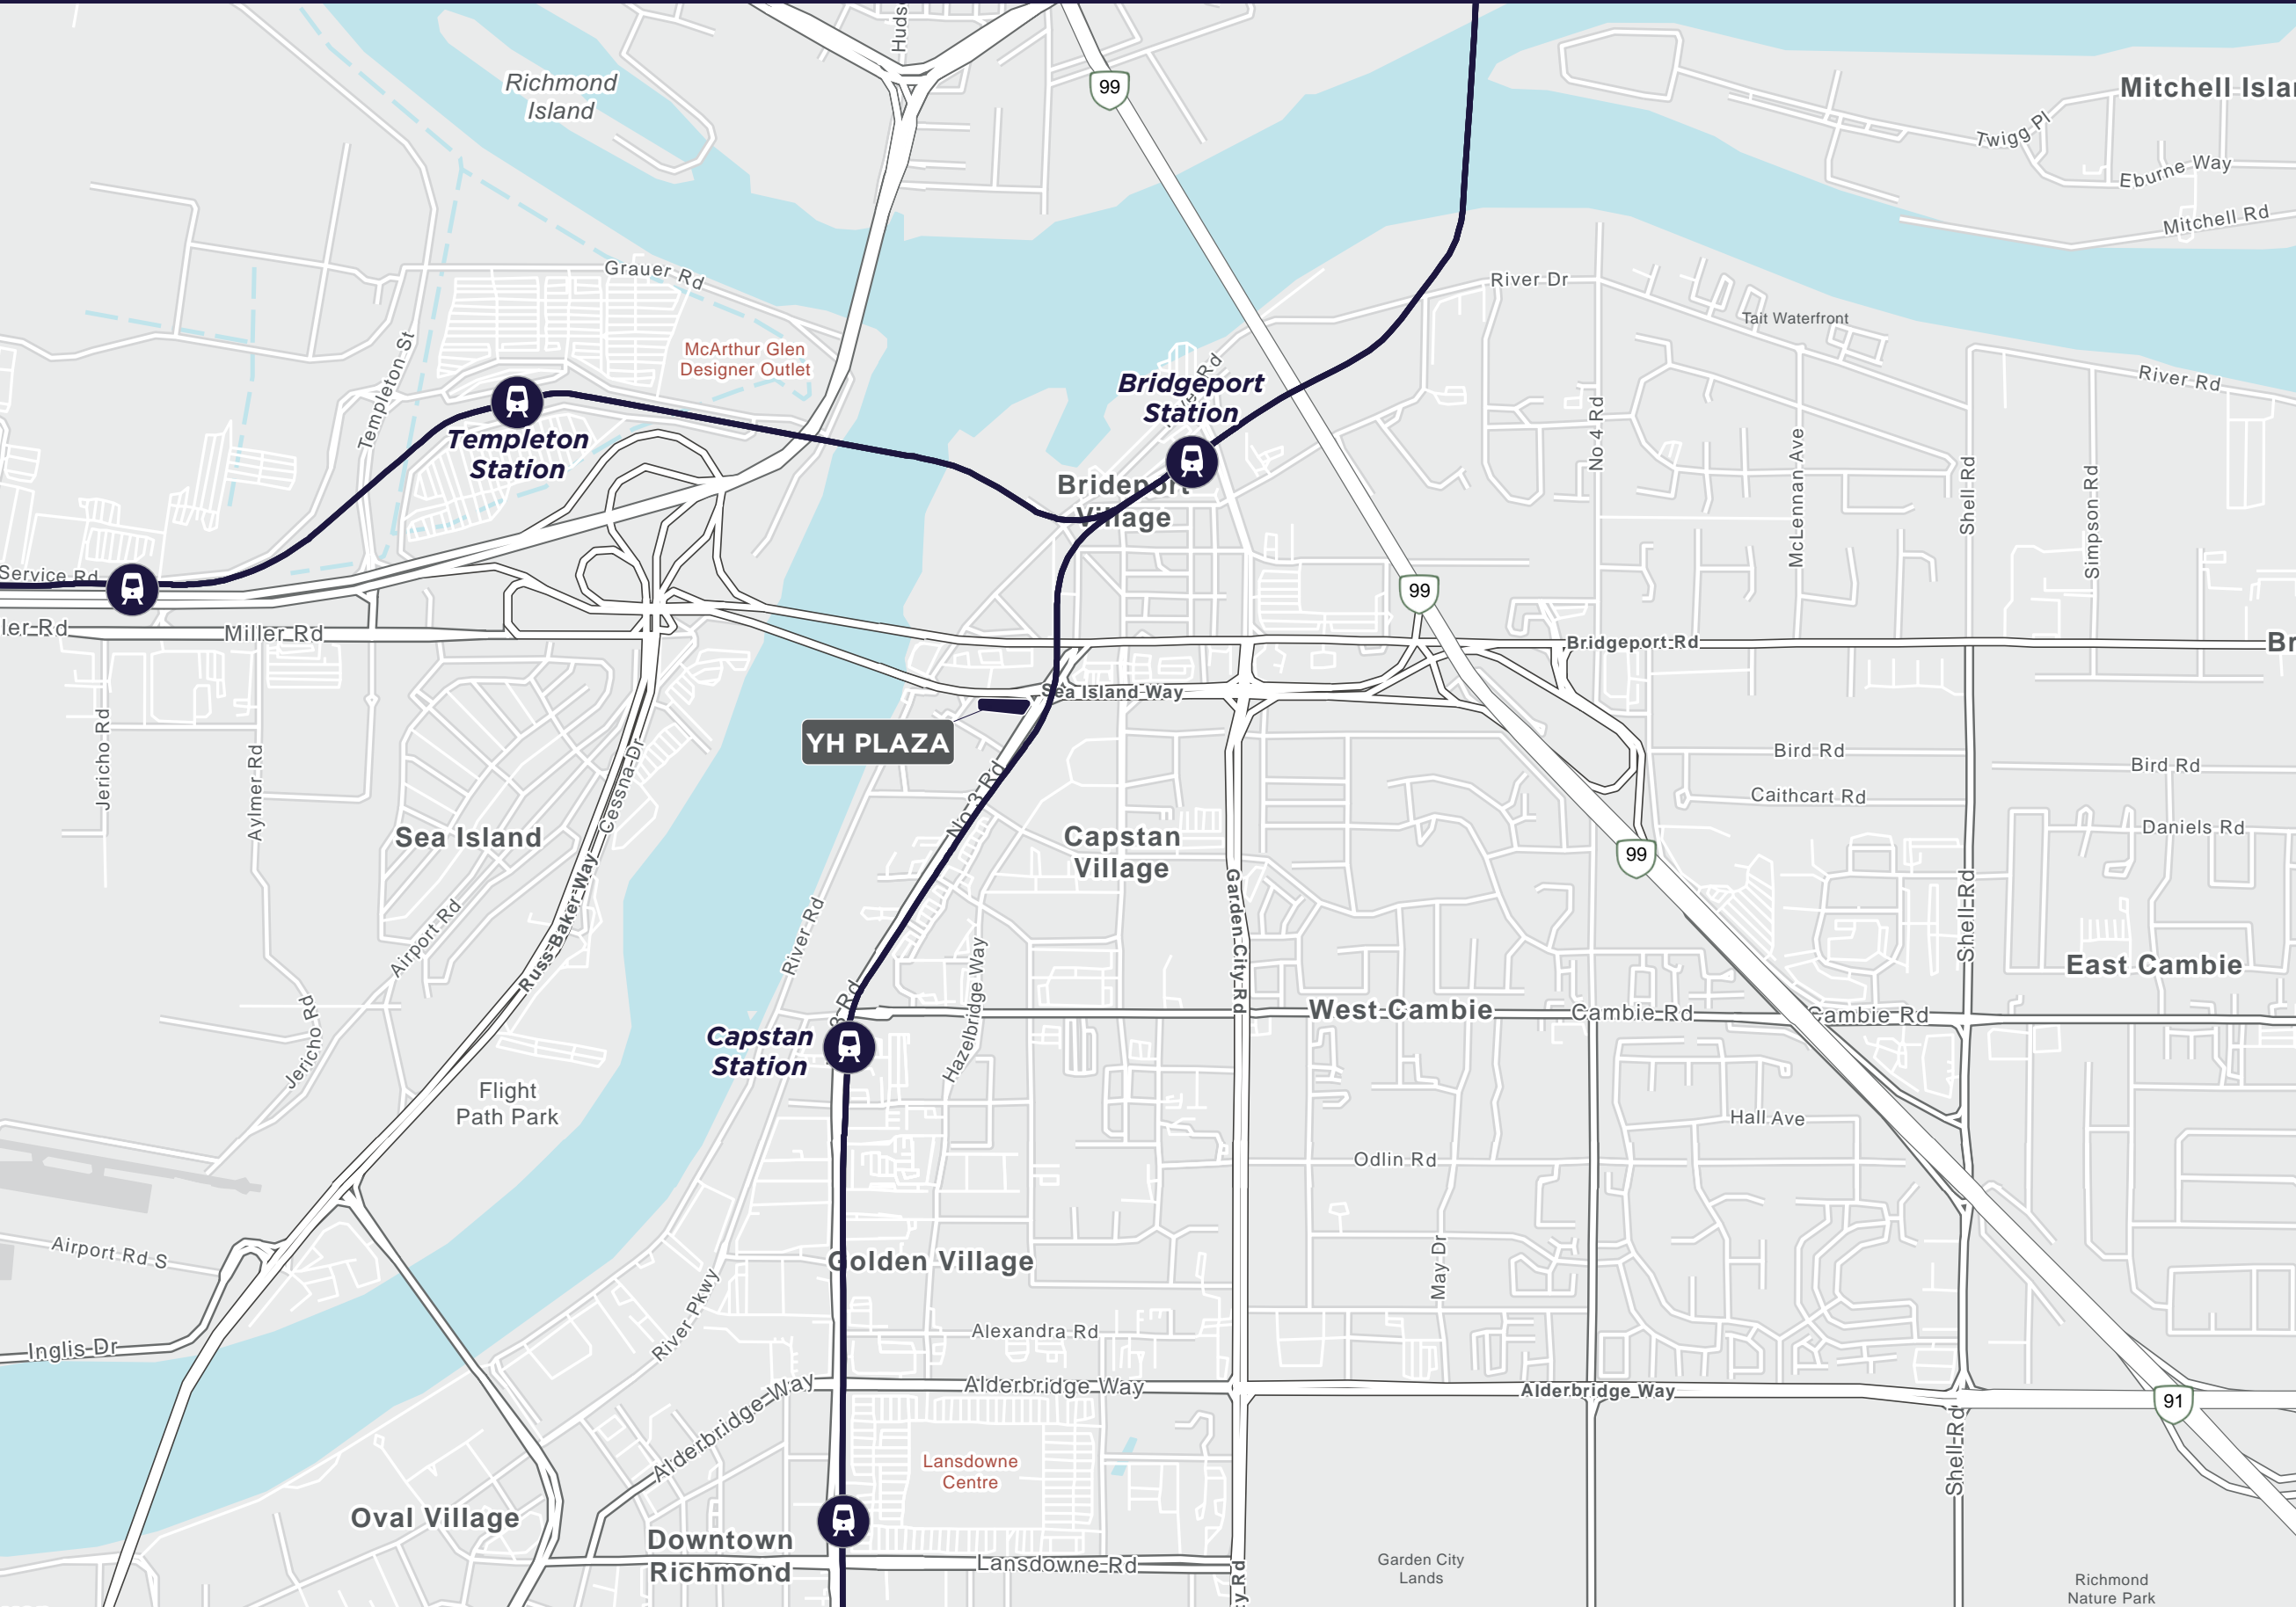 Huds
99
Richmond
Island
Mitchell Islan
Twigg Pl
Eburne Way
Mitchell Rd
Grauer Rd
River Dr
Tait Waterfront
Templeton St
McArthur Glen
Designer Outlet
River Rd
Bridgeport
Station
Templeton
Station
No 4 Rd
McLennan Ave
Shell Rd
Simpson Rd
Brideport
Village
Service Rd
99
ler Rd
Miller Rd
Bridgeport Rd
Br
Sea Island Way
YH PLAZA
Jericho Rd
Aylmer Rd
Cessna Dr
No 3 Rd
Bird Rd
Bird Rd
Caithcart Rd
Daniels Rd
Sea Island
Capstan
Village
99
Russ Baker Way
Airport Rd
River Rd
Garden City Rd
Hazelbridge Way
Shell Rd
East Cambie
Jericho Rd
3 Rd
West Cambie
Cambie Rd
Cambie Rd
Capstan
Station
Flight
Path Park
Hall Ave
Odlin Rd
Airport Rd S
Golden Village
May Dr
River Pkwy
Inglis Dr
Alexandra Rd
Alderbridge Way
Alderbridge Way
Alderbridge Way
91
Shell Rd
Lansdowne
Centre
Oval Village
Downtown
Richmond
Lansdowne Rd
y Rd
Garden City
Lands
Richmond
Nature Park